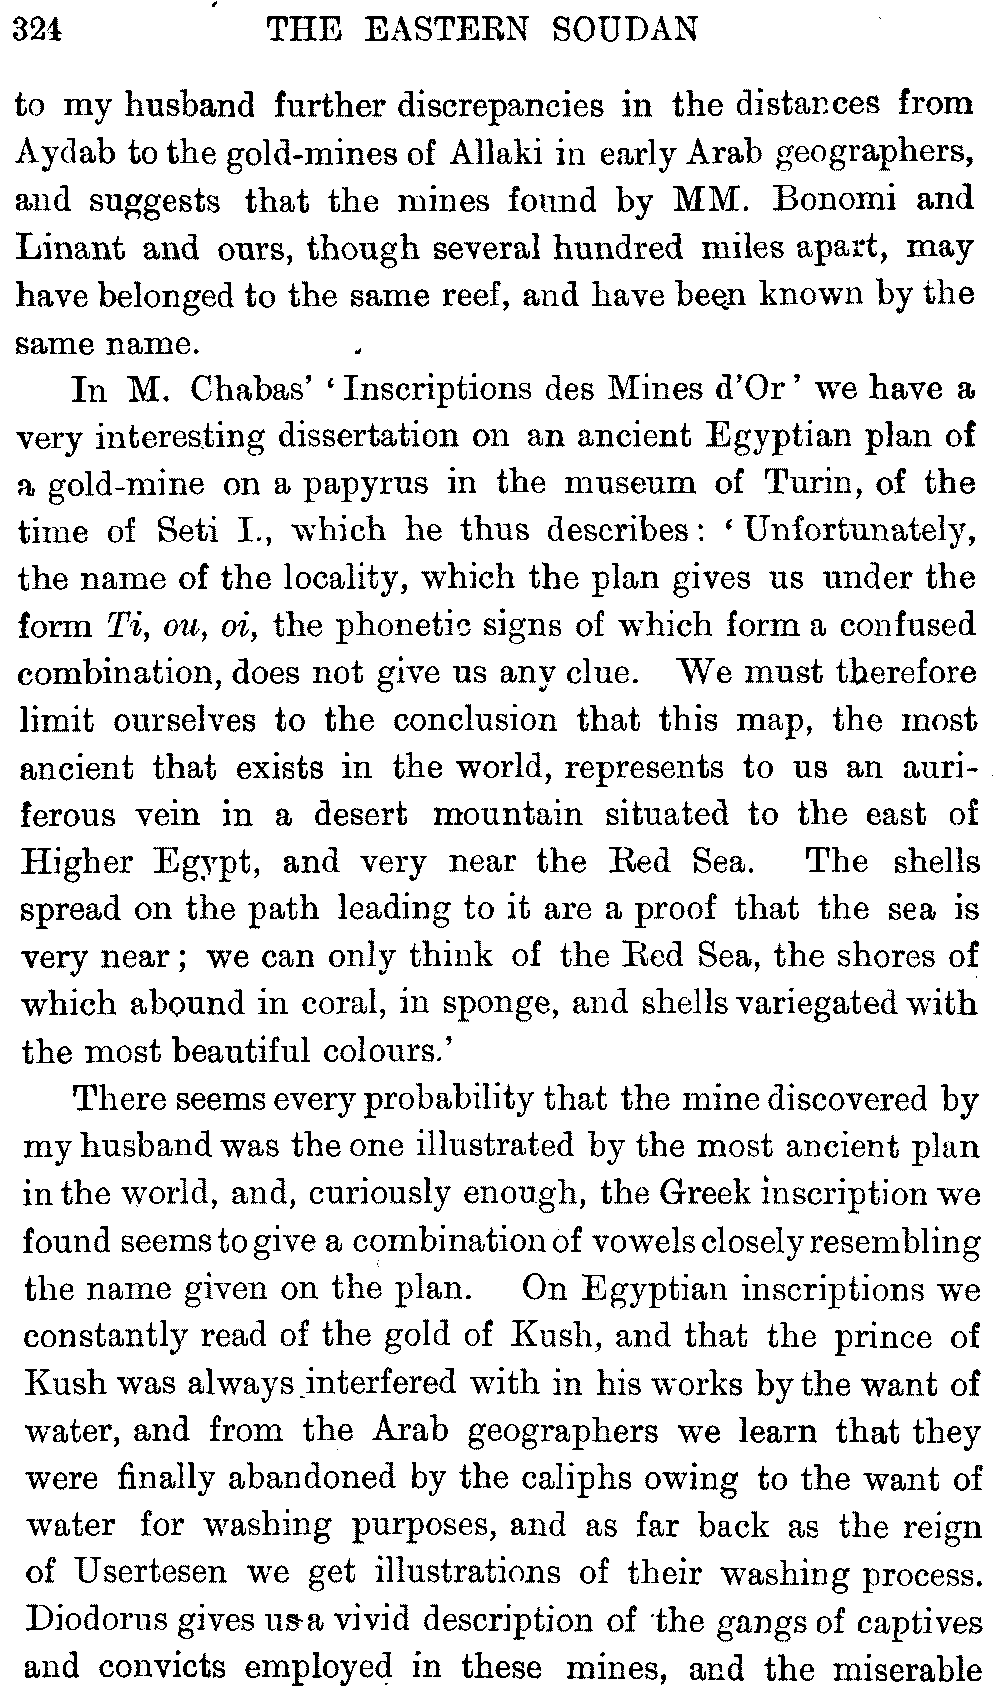 324 THE EASTERN SOUDAN
to my husband further discrepancies in the distances from
Aydab to the gold-mines of Allaki in early Arab geographers,
and suggests that the mines found by MM. Bonomi and
Linant and ours, though several hundred miles apart, may
have belonged to the same reef, and have been known by the
same name.
In M. Chabas' ‘Inscriptions des Mines d'Or’ we have a
very interesting dissertation on an ancient Egyptian plan of
a gold-mine on a papyrus in the museum of Turin, of the
time of Seti I., which he thus describes: ‘Unfortunately,
the name of the locality, which the plan gives us under the
form Ti, ou, oi, the phonetic signs of which form a confused
combination, does not give us any clue. We must therefore
limit ourselves to the conclusion that this map, the most
ancient that exists in the world, represents to us an auri-
ferous vein in a desert mountain situated to the east of
Higher Egypt, and very near the Red Sea. The shells
spread on the path leading to it are a proof that the sea is
very near; we can only think of the Red Sea, the shores of
which abound in coral, in sponge, and shells variegated with
the most beautiful colours.’
There seems every probability that the mine discovered by
my husband was the one illustrated by the most ancient plan
in the world, and, curiously enough, the Greek inscription we
found seems to give a combination of vowels closely resembling
the name given on the plan. On Egyptian inscriptions we
constantly read of the gold of Kush, and that the prince of
Kush was always interfered with in his works by the want of
water, and from the Arab geographers we learn that they
were finally abandoned by the caliphs owing to the want of
water for washing purposes, and as far back as the reign
of Usertesen we get illustrations of their washing process.
Diodorus gives us a vivid description of the gangs of captives
and convicts employed in these mines, and the miserable